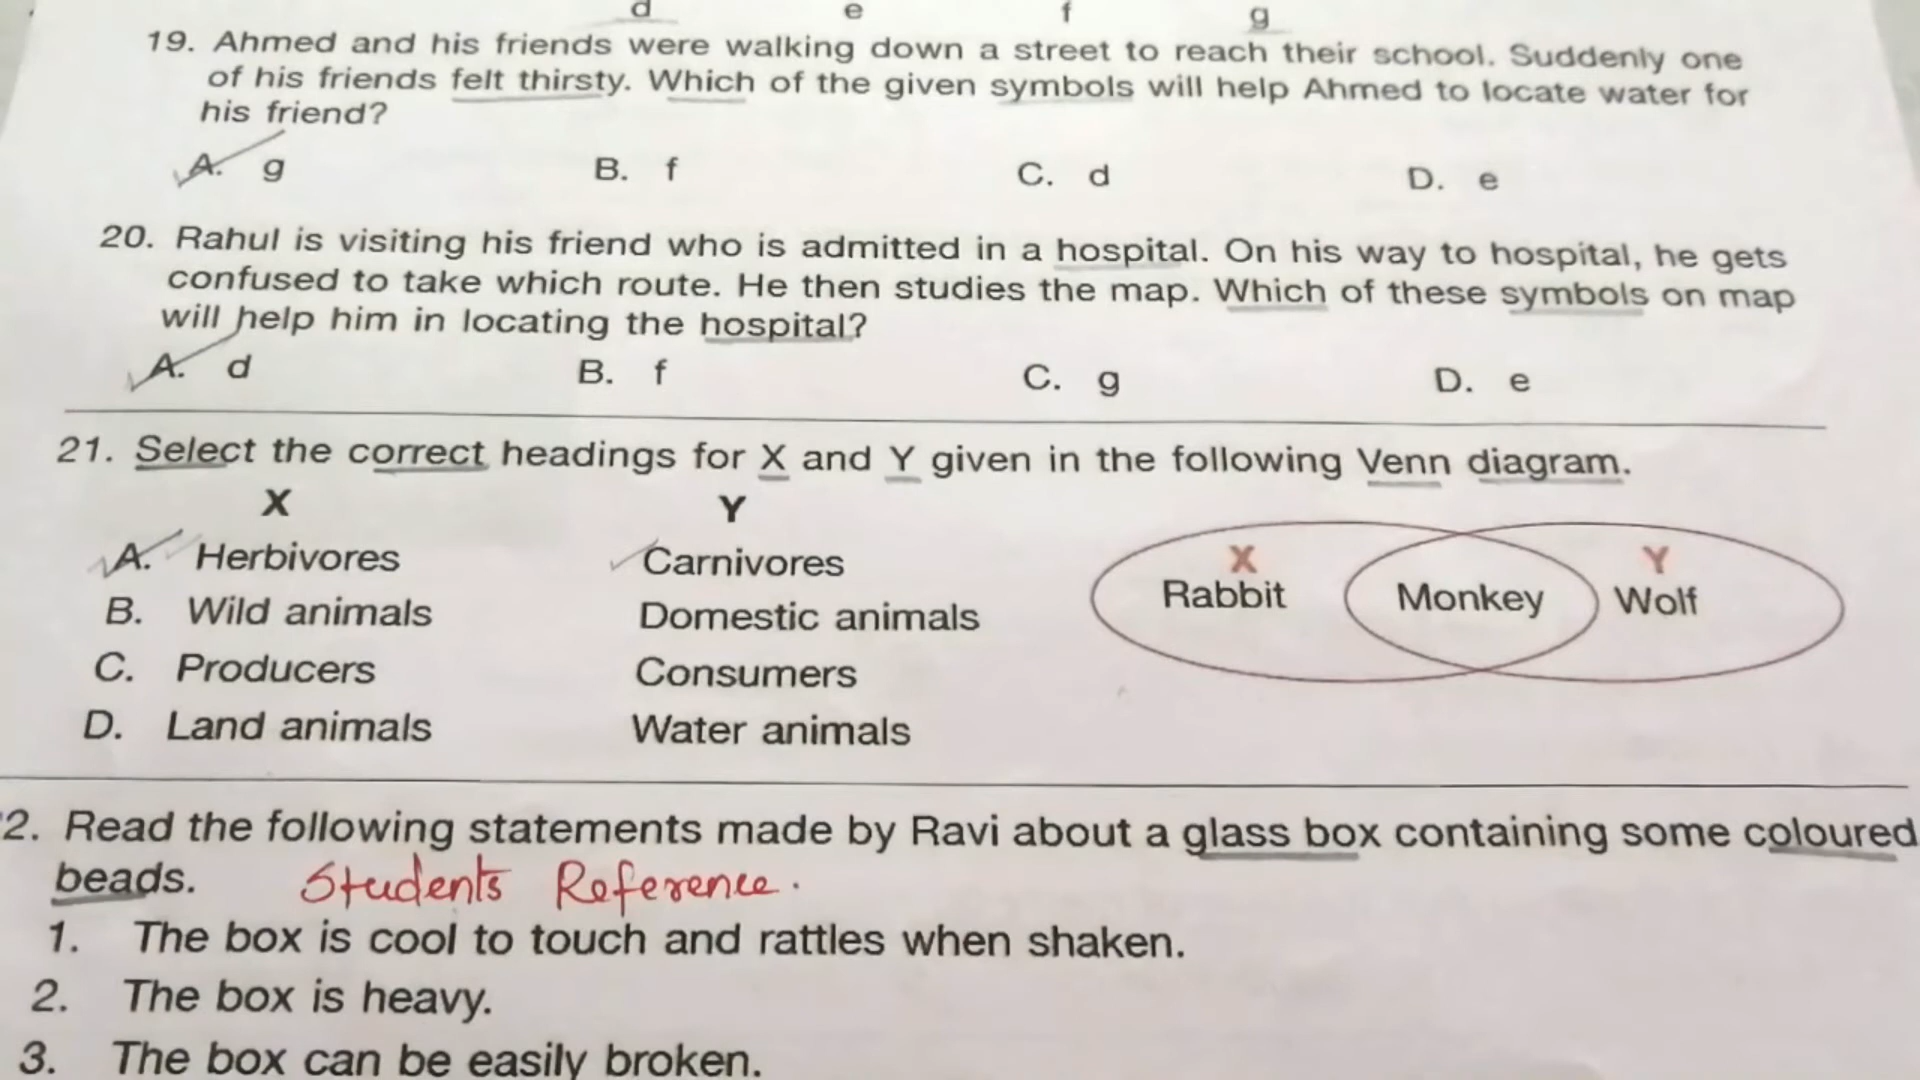 d e f g
19. Ahmed and his friends were walking down a street to reach their school. Suddenly one
of his friends felt thirsty. Which of the given symbols will help Ahmed to locate water for
his friend?
A. g B. f C. d D. e
20. Rahul is visiting his friend who is admitted in a hospital. On his way to hospital, he gets
confused to take which route. He then studies the map. Which of these symbols on map
will help him in locating the hospital?
A. d B. f C. g D. e
21. Select the correct headings for X and Y given in the following Venn diagram.
X Y
A. Herbivores Carnivores
B. Wild animals Domestic animals
C. Producers Consumers
D. Land animals Water animals
X Y
Rabbit Monkey Wolf
2. Read the following statements made by Ravi about a glass box containing some coloured
beads. Students Reference.
1. The box is cool to touch and rattles when shaken.
2. The box is heavy.
3. The box can be easily broken.